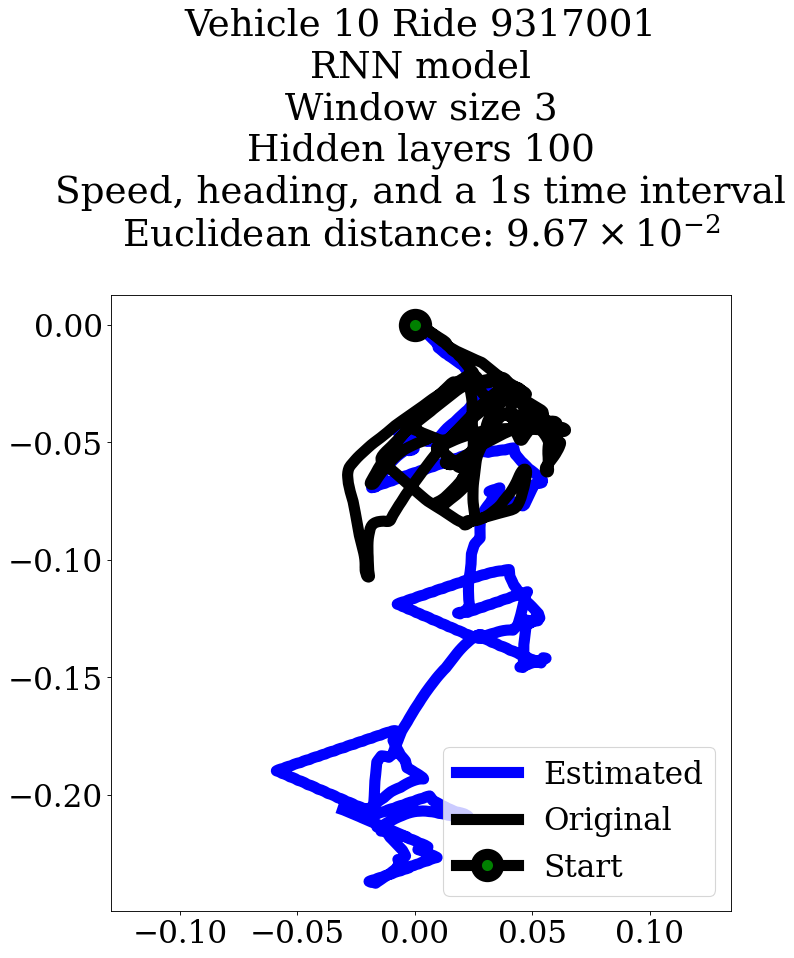 Vehicle 10 Ride 9317001
RNN model
Window size 3
Hidden layers 100
Speed, heading, and a 1s time interval
Euclidean distance: 9.67 × 10⁻²
0.00
−0.05
−0.10
−0.15
−0.20
Estimated
Original
Start
−0.10 −0.05 0.00 0.05 0.10